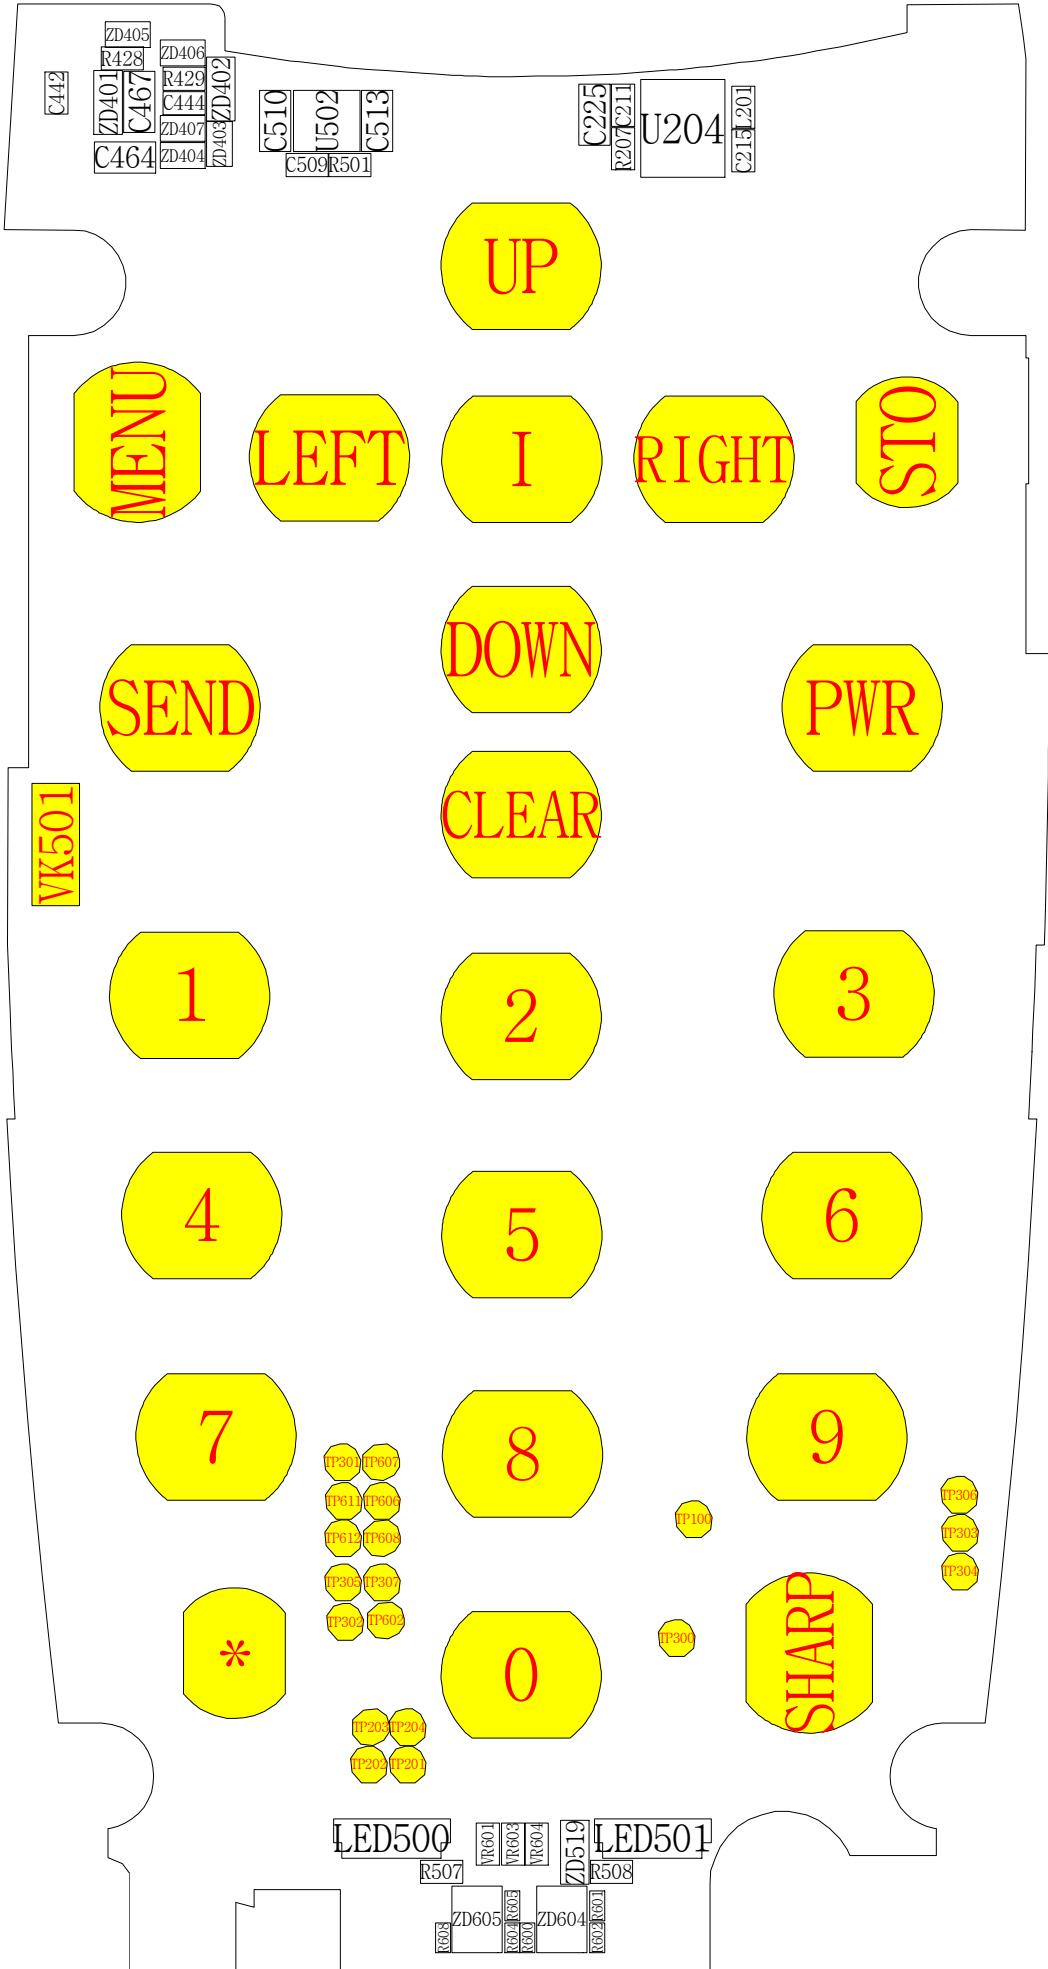 ZD405
R428
ZD406
C442
ZD401
C467
R429
ZD402
C444
ZD407
ZD403
C464
ZD404
C510
U502
C513
C509
R501
C225
C211
R207
U204
L201
C215
UP
MENU
LEFT
I
RIGHT
STO
DOWN
SEND
PWR
CLEAR
VK501
1
2
3
4
5
6
7
8
9
TP301
TP607
TP611
TP606
TP612
TP608
TP305
TP307
TP302
TP602
TP100
TP300
TP306
TP303
TP304
*
0
SHARP
TP203
TP204
TP202
TP201
LED500
VR601
VR603
VR604
ZD519
LED501
R507
R508
R608
ZD605
R605
R604
R600
ZD604
R601
R602